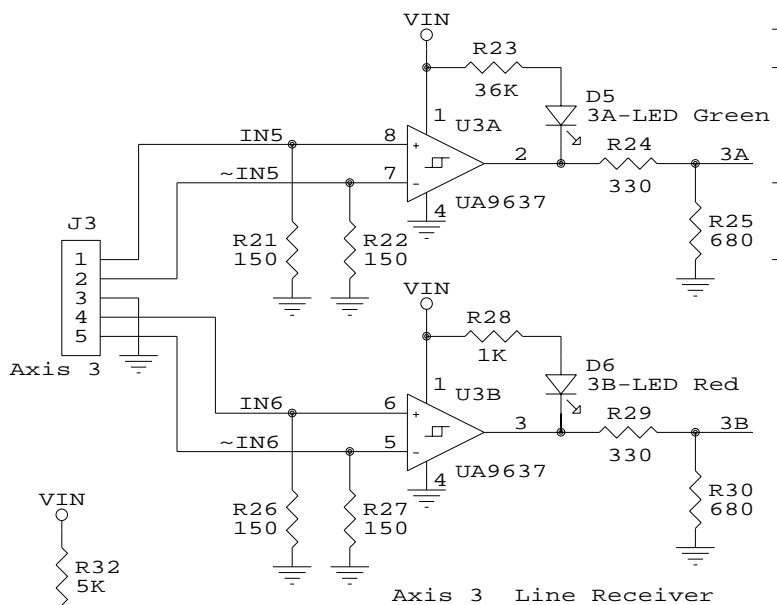 VIN
R23
36K
D5
3A-LED Green
1
U3A
IN5
8
+
2
R24
330
3A
~IN5
7
-
4
UA9637
J3
R21
150
R22
150
R25
680
1
2
3
4
5
Axis 3
VIN
R28
1K
D6
3B-LED Red
1
U3B
IN6
6
+
3
R29
330
3B
~IN6
5
-
4
UA9637
VIN
R26
150
R27
150
R30
680
R32
5K
Axis 3 Line Receiver